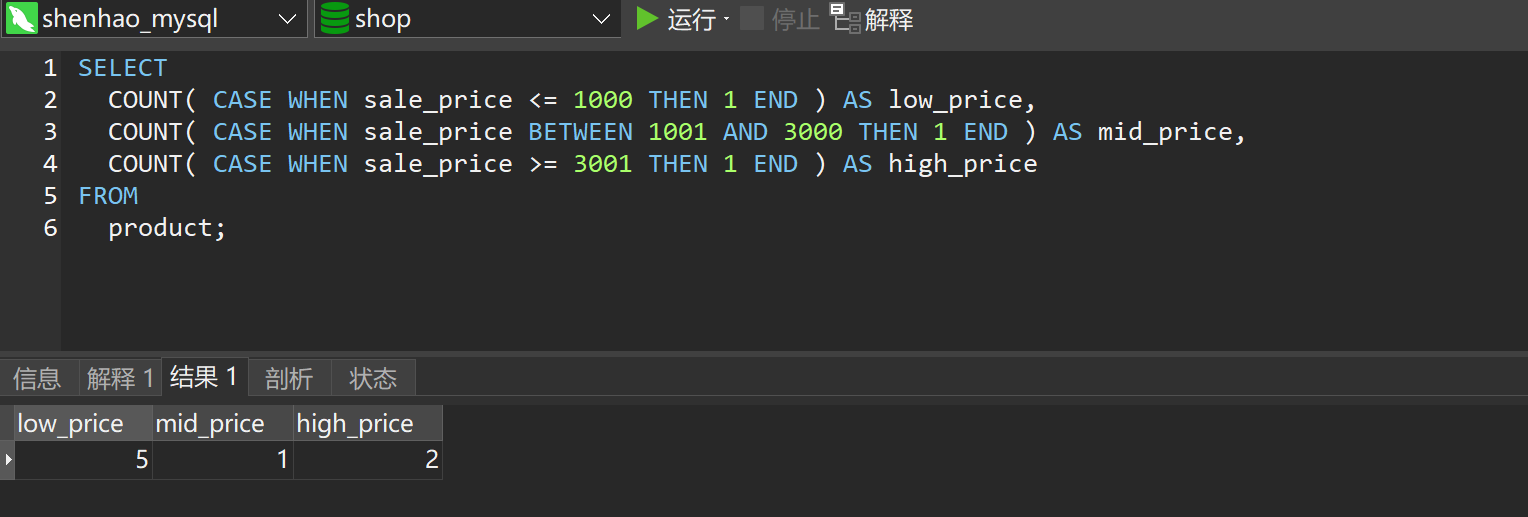 shenhao_mysql shop 运行 停止 解释
1 SELECT
2 COUNT( CASE WHEN sale_price <= 1000 THEN 1 END ) AS low_price,
3 COUNT( CASE WHEN sale_price BETWEEN 1001 AND 3000 THEN 1 END ) AS mid_price,
4 COUNT( CASE WHEN sale_price >= 3001 THEN 1 END ) AS high_price
5 FROM
6 product;
信息 解释 1 结果 1 剖析 状态
low_price mid_price high_price
5 1 2